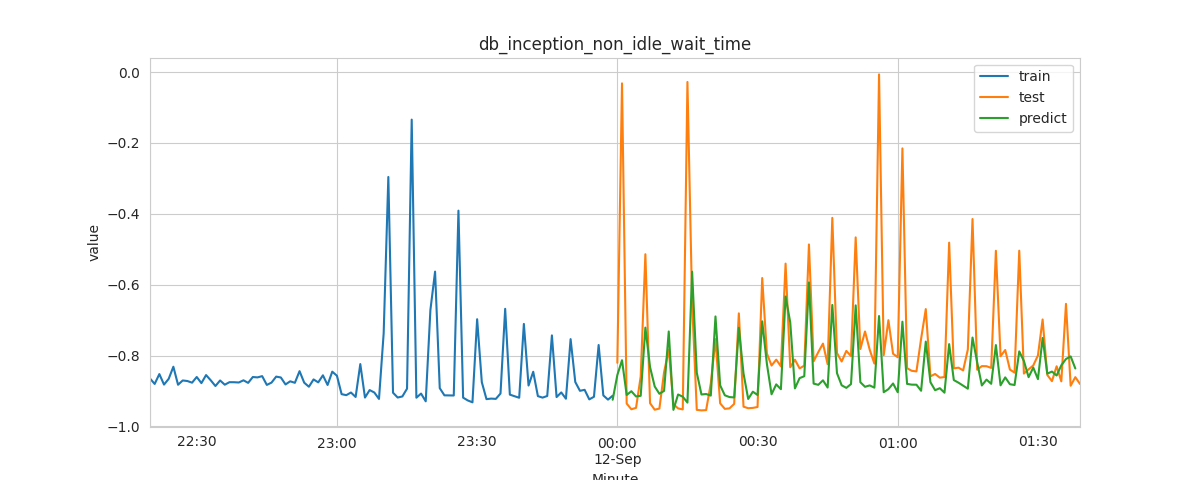 db_inception_non_idle_wait_time
train
test
predict
value
0.0
−0.2
−0.4
−0.6
−0.8
−1.0
22:30
23:00
23:30
00:00
12-Sep
00:30
01:00
01:30
Minute